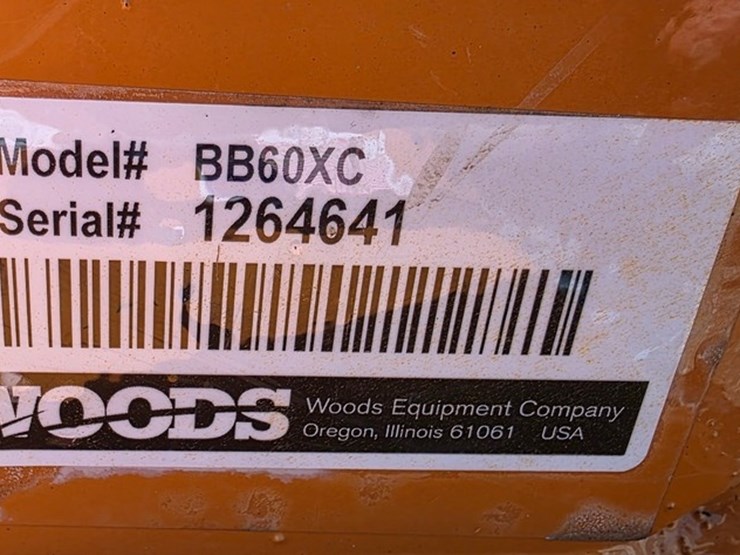 Model# BB60XC
Serial# 1264641
WOODS
Woods Equipment Company
Oregon, Illinois 61061 USA